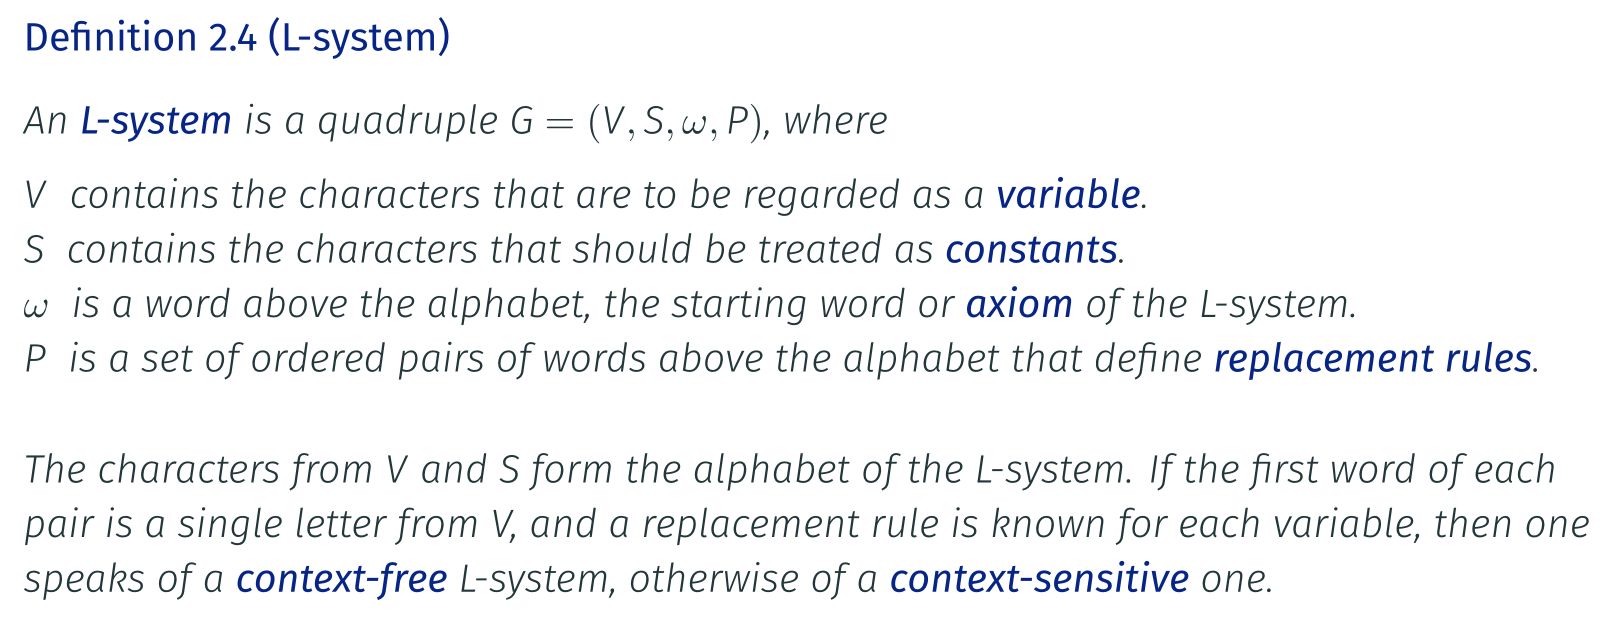 Definition 2.4 (L-system)
An L-system is a quadruple G = (V, S, ω, P), where
V contains the characters that are to be regarded as a variable.
S contains the characters that should be treated as constants.
ω is a word above the alphabet, the starting word or axiom of the L-system.
P is a set of ordered pairs of words above the alphabet that define replacement rules.
The characters from V and S form the alphabet of the L-system. If the first word of each
pair is a single letter from V, and a replacement rule is known for each variable, then one
speaks of a context-free L-system, otherwise of a context-sensitive one.